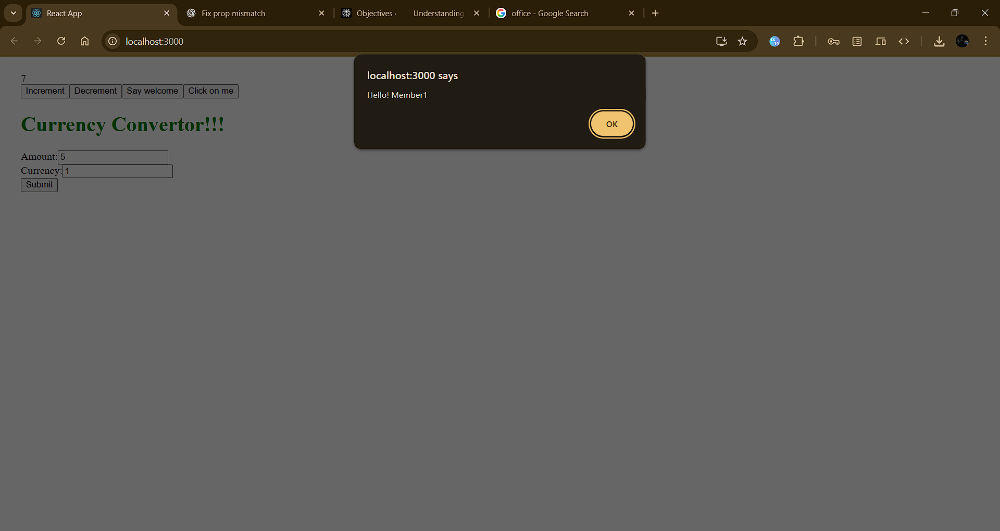 React App
Fix prop mismatch
Objectives · Understanding
office - Google Search
localhost:3000
localhost:3000 says
Hello! Member1
OK
7
Increment Decrement Say welcome Click on me
Currency Convertor!!!
Amount: 5
Currency: 1
Submit